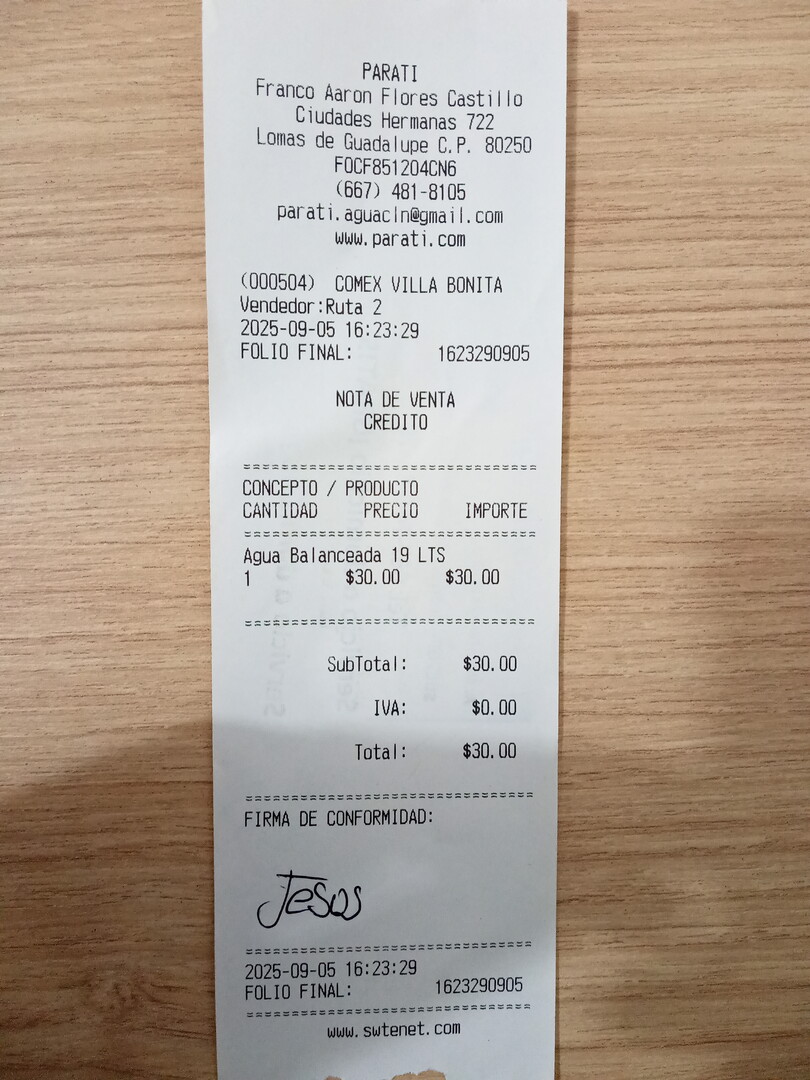 PARATI
Franco Aaron Flores Castillo
Ciudades Hermanas 722
Lomas de Guadalupe C.P. 80250
FOCF851204CN6
(667) 481-8105
parati.aguacln@gmail.com
www.parati.com
(000504) COMEX VILLA BONITA
Vendedor:Ruta 2
2025-09-05 16:23:29
FOLIO FINAL: 1623290905
NOTA DE VENTA
CREDITO
================================
CONCEPTO / PRODUCTO
CANTIDAD PRECIO IMPORTE
================================
Agua Balanceada 19 LTS
1 $30.00 $30.00
================================
SubTotal: $30.00
IVA: $0.00
Total: $30.00
================================
FIRMA DE CONFORMIDAD:
Jesus
================================
2025-09-05 16:23:29
FOLIO FINAL: 1623290905
================================
www.swtenet.com